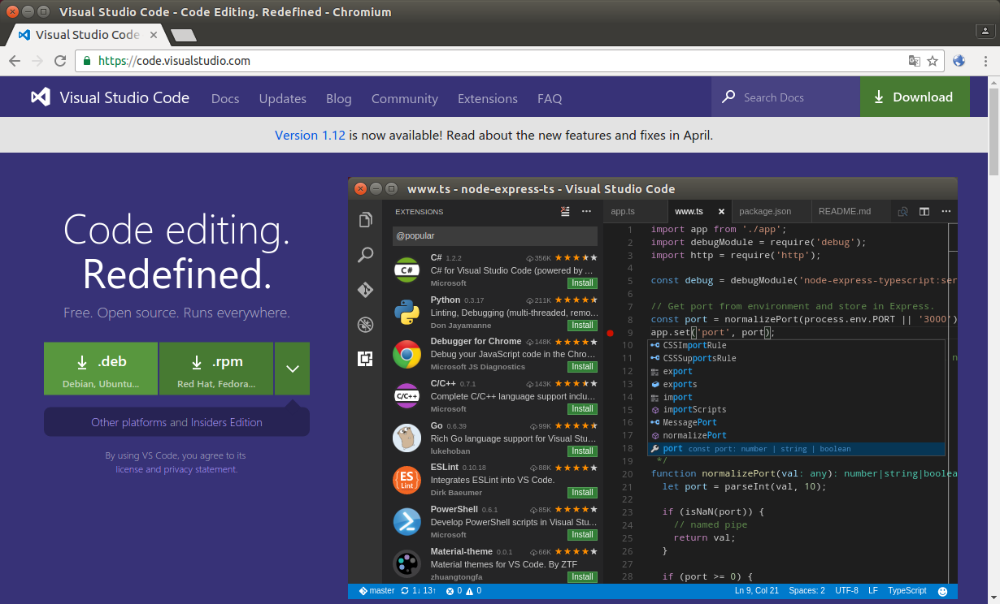 Visual Studio Code - Code Editing. Redefined - Chromium
Visual Studio Code
https://code.visualstudio.com
Visual Studio Code Docs Updates Blog Community Extensions FAQ Search Docs Download
Version 1.12 is now available! Read about the new features and fixes in April.
Code editing.
Redefined.
Free. Open source. Runs everywhere.
.deb
Debian, Ubuntu...
.rpm
Red Hat, Fedora...
Other platforms and Insiders Edition
By using VS Code, you agree to its
license and privacy statement.
www.ts - node-express-ts - Visual Studio Code
EXTENSIONS
@popular
C# 1.2.2 356K
C# for Visual Studio Code (powered by ...
Microsoft Install
Python 0.3.17 211K
Linting, Debugging (multi-threaded, remo...
Don Jayamanne Install
Debugger for Chrome 148K
Debug your JavaScript code in the Chro...
Microsoft JS Diagnostics Install
C/C++ 0.7.1 143K
Complete C/C++ language support inclu...
Microsoft Install
Go 0.6.39 99K
Rich Go language support for Visual Stu...
lukehoban Install
ESLint 0.10.18 88K
Integrates ESLint into VS Code.
Dirk Baeumer Install
PowerShell 0.6.1 85K
Develop PowerShell scripts in Visual Stu...
Microsoft Install
Material-theme 0.0.1 66K
Material themes for VS Code. By ZTF
zhuangtongfa Install
C#
C/C++
ES
Lint
app.ts www.ts package.json README.md
1 import app from './app';
2 import debugModule = require('debug');
3 import http = require('http');
4
5 const debug = debugModule('node-express-typescript:ser
6
7 // Get port from environment and store in Express.
8 const port = normalizePort(process.env.PORT || '3000')
9 app.set('port', port);
10 CSSImportRule
11 CSSSupportsRule n
12 export
13 exports
14 import
15 importScripts
16 MessagePort
17 normalizePort
18 port const port: number | string | boolean
19 */
20 function normalizePort(val: any): number|string|boolea
21 let port = parseInt(val, 10);
22
23 if (isNaN(port)) {
24 // named pipe
25 return val;
26 }
27
28 if (port >= 0) {
master 1↓ 13↑ 0 0 Ln 9, Col 21 Spaces: 2 UTF-8 LF TypeScript